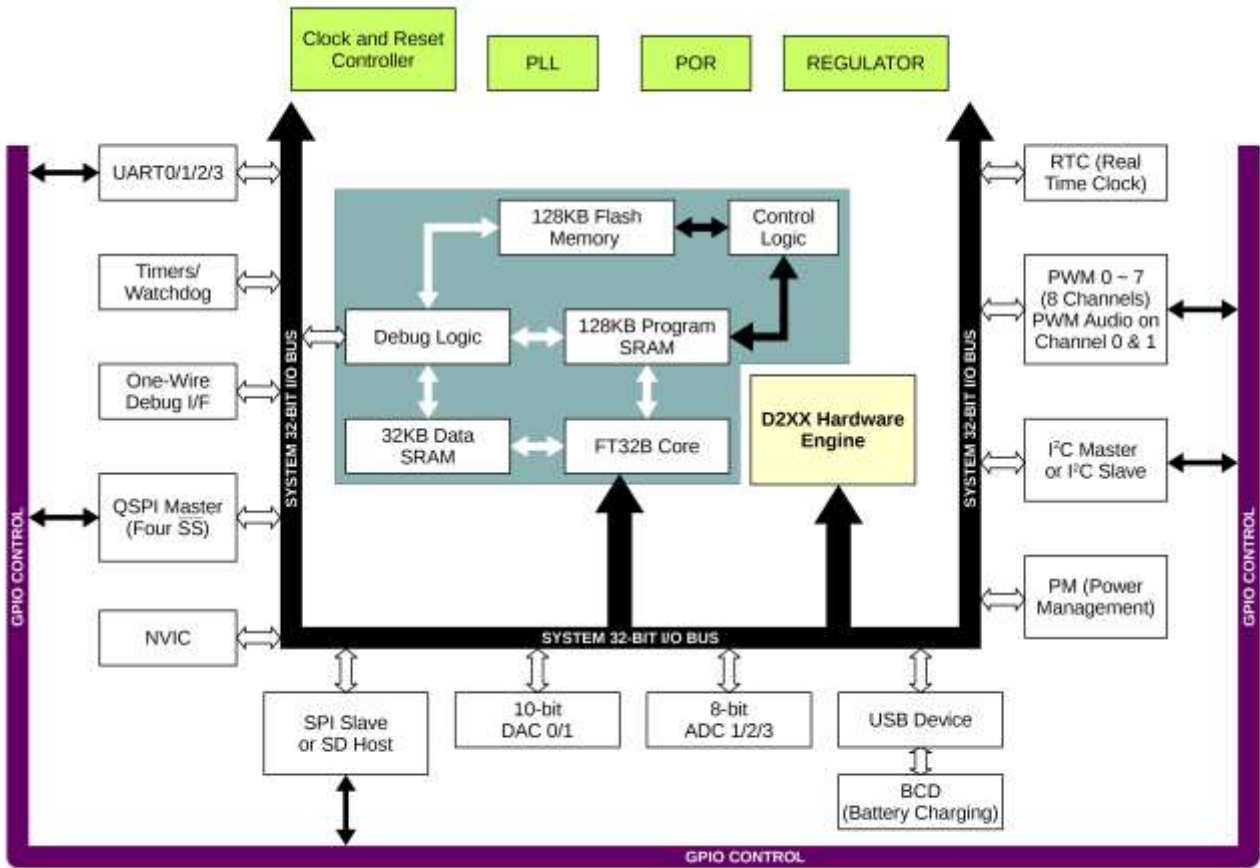 Clock and Reset
Controller
PLL
POR
REGULATOR
UART0/1/2/3
RTC (Real
Time Clock)
128KB Flash
Memory
Control
Logic
Timers/
Watchdog
PWM 0 ~ 7
(8 Channels)
PWM Audio on
Channel 0 & 1
Debug Logic
128KB Program
SRAM
One-Wire
Debug I/F
D2XX Hardware
Engine
32KB Data
SRAM
FT32B Core
I²C Master
or I²C Slave
QSPI Master
(Four S̅S̅)
PM (Power
Management)
NVIC
SYSTEM 32-BIT I/O BUS
SYSTEM 32-BIT I/O BUS
SYSTEM 32-BIT I/O BUS
GPIO CONTROL
GPIO CONTROL
SPI Slave
or SD Host
10-bit
DAC 0/1
8-bit
ADC 1/2/3
USB Device
BCD
(Battery Charging)
GPIO CONTROL